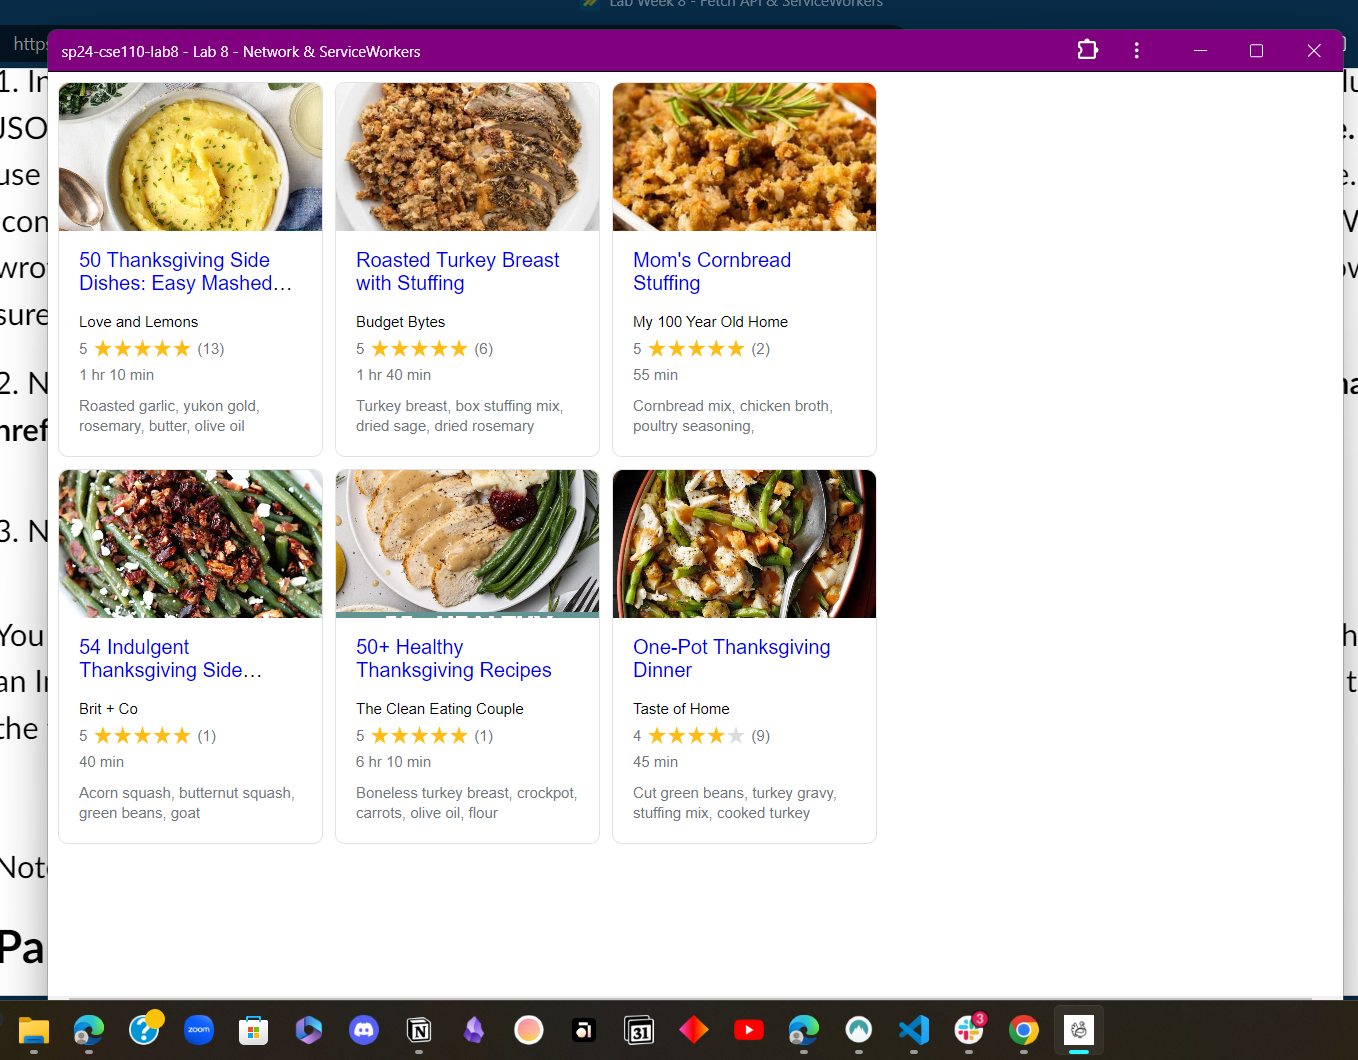 Lab Week 8 - Fetch API & ServiceWorkers
https
sp24-cse110-lab8 - Lab 8 - Network & ServiceWorkers
1. In
JSO
use
wro
sure
2. N
href
3. N
You
an
the
Note
Pa
50 Thanksgiving Side
Dishes: Easy Mashed…
Love and Lemons
5 ★★★★★ (13)
1 hr 10 min
Roasted garlic, yukon gold,
rosemary, butter, olive oil
Roasted Turkey Breast
with Stuffing
Budget Bytes
5 ★★★★★ (6)
1 hr 40 min
Turkey breast, box stuffing mix,
dried sage, dried rosemary
Mom's Cornbread
Stuffing
My 100 Year Old Home
5 ★★★★★ (2)
55 min
Cornbread mix, chicken broth,
poultry seasoning,
54 Indulgent
Thanksgiving Side…
Brit + Co
5 ★★★★★ (1)
40 min
Acorn squash, butternut squash,
green beans, goat
50+ Healthy
Thanksgiving Recipes
The Clean Eating Couple
5 ★★★★★ (1)
6 hr 10 min
Boneless turkey breast, crockpot,
carrots, olive oil, flour
One-Pot Thanksgiving
Dinner
Taste of Home
4 ★★★★☆ (9)
45 min
Cut green beans, turkey gravy,
stuffing mix, cooked turkey
zoom
31
3